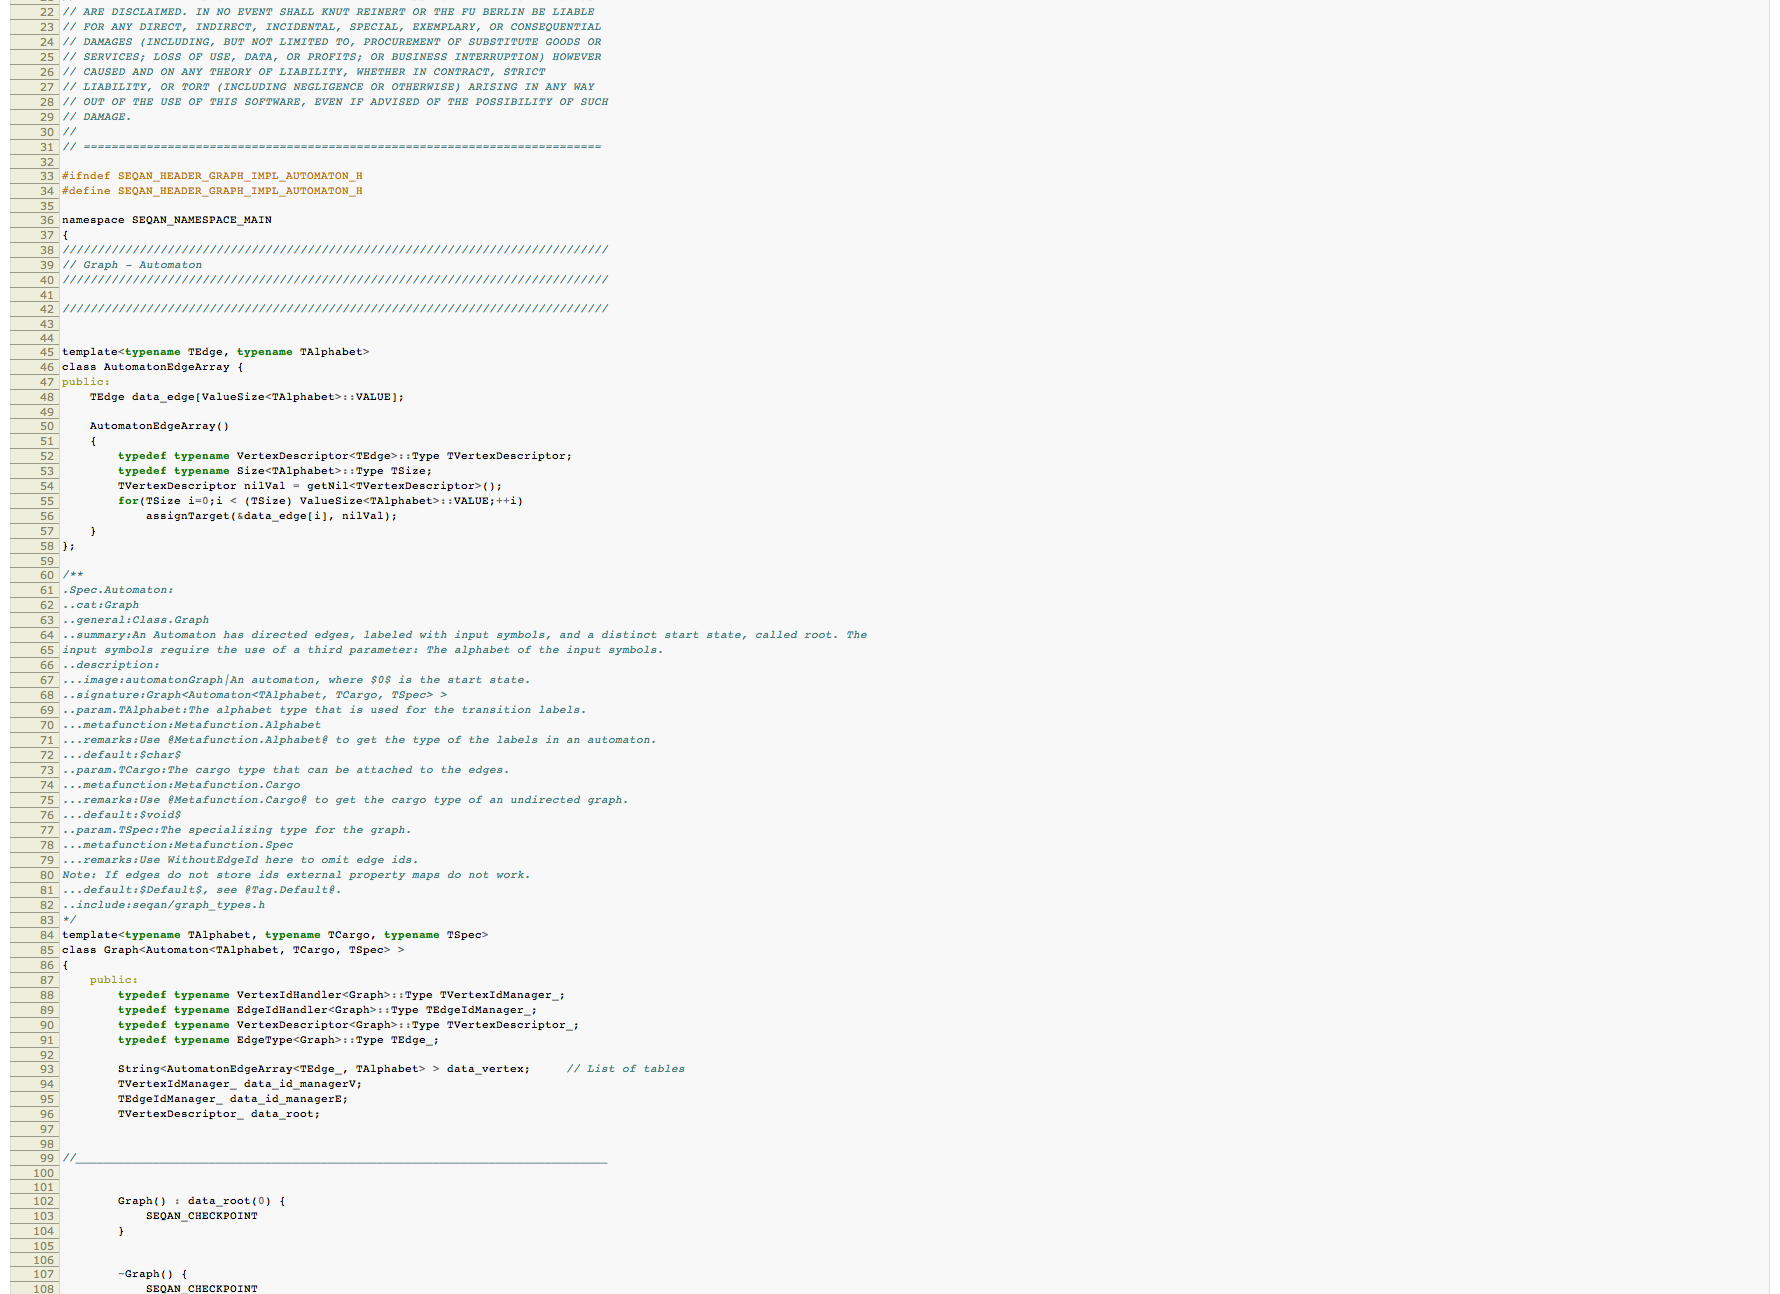 22 // ARE DISCLAIMED. IN NO EVENT SHALL KNUT REINERT OR THE FU BERLIN BE LIABLE
23 // FOR ANY DIRECT, INDIRECT, INCIDENTAL, SPECIAL, EXEMPLARY, OR CONSEQUENTIAL
24 // DAMAGES (INCLUDING, BUT NOT LIMITED TO, PROCUREMENT OF SUBSTITUTE GOODS OR
25 // SERVICES; LOSS OF USE, DATA, OR PROFITS; OR BUSINESS INTERRUPTION) HOWEVER
26 // CAUSED AND ON ANY THEORY OF LIABILITY, WHETHER IN CONTRACT, STRICT
27 // LIABILITY, OR TORT (INCLUDING NEGLIGENCE OR OTHERWISE) ARISING IN ANY WAY
28 // OUT OF THE USE OF THIS SOFTWARE, EVEN IF ADVISED OF THE POSSIBILITY OF SUCH
29 // DAMAGE.
30 //
31 // ==========================================================================
32
33 #ifndef SEQAN_HEADER_GRAPH_IMPL_AUTOMATON_H
34 #define SEQAN_HEADER_GRAPH_IMPL_AUTOMATON_H
35
36 namespace SEQAN_NAMESPACE_MAIN
37 {
38 //////////////////////////////////////////////////////////////////////////////
39 // Graph - Automaton
40 //////////////////////////////////////////////////////////////////////////////
41
42 //////////////////////////////////////////////////////////////////////////////
43
44
45 template<typename TEdge, typename TAlphabet>
46 class AutomatonEdgeArray {
47 public:
48     TEdge data_edge[ValueSize<TAlphabet>::VALUE];
49
50     AutomatonEdgeArray()
51     {
52         typedef typename VertexDescriptor<TEdge>::Type TVertexDescriptor;
53         typedef typename Size<TAlphabet>::Type TSize;
54         TVertexDescriptor nilVal = getNil<TVertexDescriptor>();
55         for(TSize i=0;i < (TSize) ValueSize<TAlphabet>::VALUE;++i)
56             assignTarget(&data_edge[i], nilVal);
57     }
58 };
59
60 /**
61 .Spec.Automaton:
62 ..cat:Graph
63 ..general:Class.Graph
64 ..summary:An Automaton has directed edges, labeled with input symbols, and a distinct start state, called root. The
65 input symbols require the use of a third parameter: The alphabet of the input symbols.
66 ..description:
67 ...image:automatonGraph|An automaton, where $0$ is the start state.
68 ..signature:Graph<Automaton<TAlphabet, TCargo, TSpec> >
69 ..param.TAlphabet:The alphabet type that is used for the transition labels.
70 ...metafunction:Metafunction.Alphabet
71 ...remarks:Use @Metafunction.Alphabet@ to get the type of the labels in an automaton.
72 ...default:$char$
73 ..param.TCargo:The cargo type that can be attached to the edges.
74 ...metafunction:Metafunction.Cargo
75 ...remarks:Use @Metafunction.Cargo@ to get the cargo type of an undirected graph.
76 ...default:$void$
77 ..param.TSpec:The specializing type for the graph.
78 ...metafunction:Metafunction.Spec
79 ...remarks:Use WithoutEdgeId here to omit edge ids.
80 Note: If edges do not store ids external property maps do not work.
81 ...default:$Default$, see @Tag.Default@.
82 ..include:seqan/graph_types.h
83 */
84 template<typename TAlphabet, typename TCargo, typename TSpec>
85 class Graph<Automaton<TAlphabet, TCargo, TSpec> >
86 {
87     public:
88         typedef typename VertexIdHandler<Graph>::Type TVertexIdManager_;
89         typedef typename EdgeIdHandler<Graph>::Type TEdgeIdManager_;
90         typedef typename VertexDescriptor<Graph>::Type TVertexDescriptor_;
91         typedef typename EdgeType<Graph>::Type TEdge_;
92
93         String<AutomatonEdgeArray<TEdge_, TAlphabet> > data_vertex;     // List of tables
94         TVertexIdManager_ data_id_managerV;
95         TEdgeIdManager_ data_id_managerE;
96         TVertexDescriptor_ data_root;
97
98
99 //____________________________________________________________________________
100
101
102         Graph() : data_root(0) {
103             SEQAN_CHECKPOINT
104         }
105
106
107         ~Graph() {
108             SEQAN_CHECKPOINT